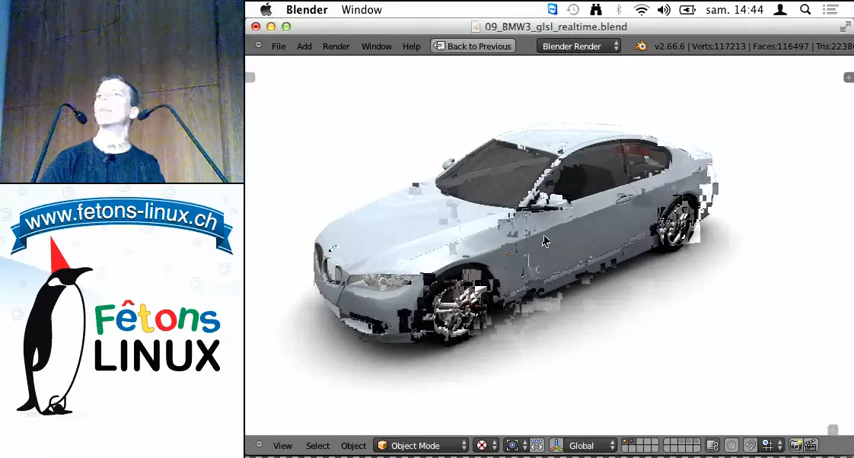 Blender Window sam. 14:44
09_BMW3_glsl_realtime.blend
File Add Render Window Help Back to Previous Blender Render v2.66.6 | Verts:117213 | Faces:116497 | Tris:2238
www.fetons-linux.ch
Fêtons
LINUX
View Select Object Object Mode Global